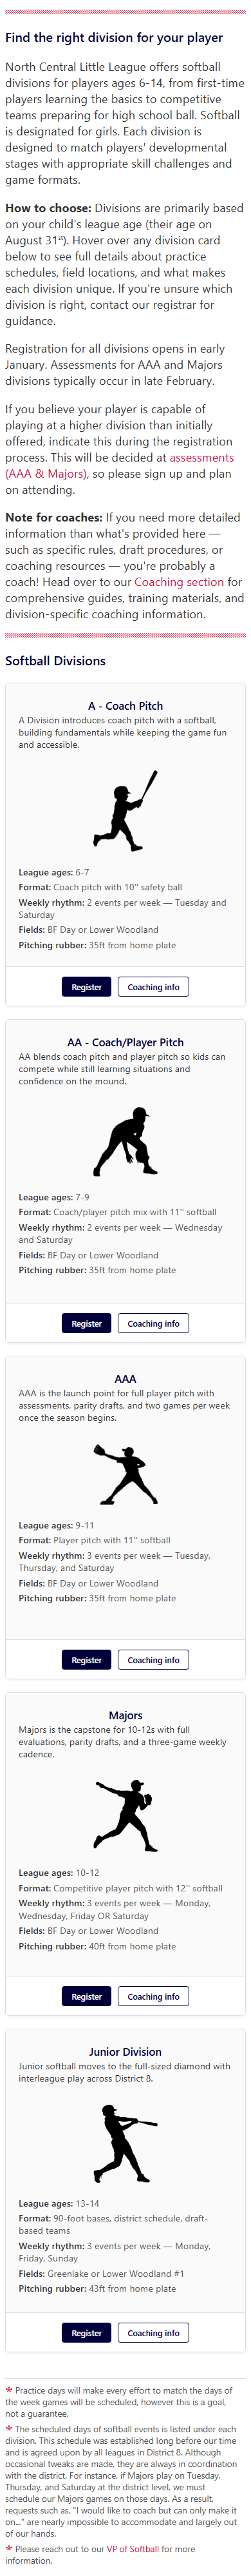 Find the right division for your player
North Central Little League offers softball
divisions for players ages 6-14, from first-time
players learning the basics to competitive
teams preparing for high school ball. Softball
is designated for girls. Each division is
designed to match players' developmental
stages with appropriate skill challenges and
game formats.
How to choose: Divisions are primarily based
on your child's league age (their age on
August 31st). Hover over any division card
below to see full details about practice
schedules, field locations, and what makes
each division unique. If you're unsure which
division is right, contact our registrar for
guidance.
Registration for all divisions opens in early
January. Assessments for AAA and Majors
divisions typically occur in late February.
If you believe your player is capable of
playing at a higher division than initially
offered, indicate this during the registration
process. This will be decided at assessments
(AAA & Majors), so please sign up and plan
on attending.
Note for coaches: If you need more detailed
information than what's provided here —
such as specific rules, draft procedures, or
coaching resources — you're probably a
coach! Head over to our Coaching section for
comprehensive guides, training materials, and
division-specific coaching information.
Softball Divisions
A - Coach Pitch
A Division introduces coach pitch with a softball,
building fundamentals while keeping the game fun
and accessible.
League ages: 6-7
Format: Coach pitch with 10" safety ball
Weekly rhythm: 2 events per week — Tuesday and
Saturday
Fields: BF Day or Lower Woodland
Pitching rubber: 35ft from home plate
Register Coaching info
AA - Coach/Player Pitch
AA blends coach pitch and player pitch so kids can
compete while still learning situations and
confidence on the mound.
League ages: 7-9
Format: Coach/player pitch mix with 11" softball
Weekly rhythm: 2 events per week — Wednesday
and Saturday
Fields: BF Day or Lower Woodland
Pitching rubber: 35ft from home plate
Register Coaching info
AAA
AAA is the launch point for full player pitch with
assessments, parity drafts, and two games per week
once the season begins.
League ages: 9-11
Format: Player pitch with 11" softball
Weekly rhythm: 3 events per week — Tuesday,
Thursday, and Saturday
Fields: BF Day or Lower Woodland
Pitching rubber: 35ft from home plate
Register Coaching info
Majors
Majors is the capstone for 10-12s with full
evaluations, parity drafts, and a three-game weekly
cadence.
League ages: 10-12
Format: Competitive player pitch with 12" softball
Weekly rhythm: 3 events per week — Monday,
Wednesday, Friday OR Saturday
Fields: BF Day or Lower Woodland
Pitching rubber: 40ft from home plate
Register Coaching info
Junior Division
Junior softball moves to the full-sized diamond with
interleague play across District 8.
League ages: 13-14
Format: 90-foot bases, district schedule, draft-
based teams
Weekly rhythm: 3 events per week — Monday,
Friday, Sunday
Fields: Greenlake or Lower Woodland #1
Pitching rubber: 43ft from home plate
Register Coaching info
* Practice days will make every effort to match the days of
the week games will be scheduled, however this is a goal,
not a guarantee.
* The scheduled days of softball events is listed under each
division. This schedule was established long before our time
and is agreed upon by all leagues in District 8. Although
occasional tweaks are made, they are always in coordination
with the district. For instance, if Majors play on Tuesday,
Thursday, and Saturday at the district level, we must
schedule our Majors games on those days. As a result,
requests such as, "I would like to coach but can only make it
on..." are nearly impossible to accommodate and largely out
of our hands.
* Please reach out to our VP of Softball for more
information.